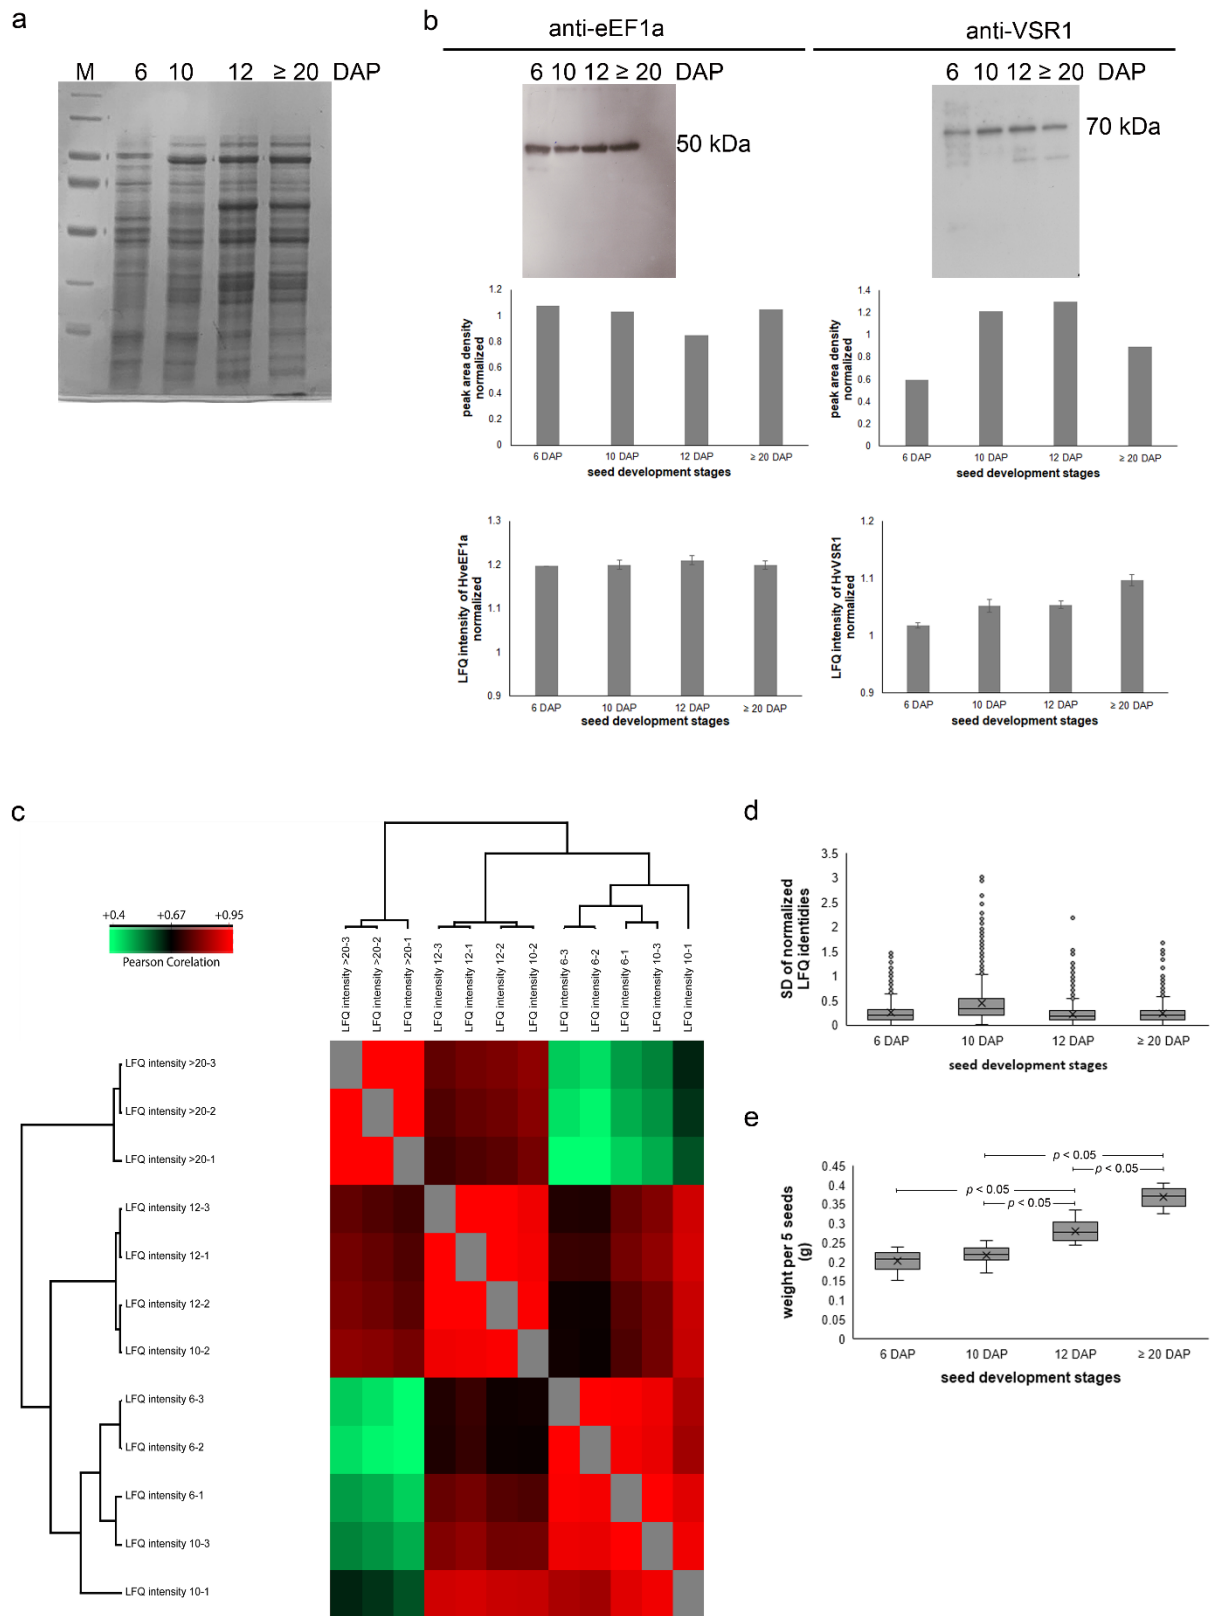 a
M 6 10 12 ≥ 20 DAP
b
anti-eEF1a
anti-VSR1
6 10 12 ≥ 20 DAP
50 kDa
6 10 12 ≥ 20 DAP
70 kDa
peak area density
normalized
1.2
1
0.8
0.6
0.4
0.2
0
6 DAP 10 DAP 12 DAP ≥ 20 DAP
seed development stages
peak area density
normalized
1.4
1.2
1
0.8
0.6
0.4
0.2
0
6 DAP 10 DAP 12 DAP ≥ 20 DAP
seed development stages
LFQ intensity of HveEF1a
normalized
1.3
1.2
1.1
1
0.9
6 DAP 10 DAP 12 DAP ≥ 20 DAP
seed development stages
LFQ intensity of HvVSR1
normalized
1.2
1.1
1
0.9
6 DAP 10 DAP 12 DAP ≥ 20 DAP
seed development stages
c
+0.4 +0.67 +0.95
Pearson Corelation
LFQ intensity >20-3
LFQ intensity >20-2
LFQ intensity >20-1
LFQ intensity 12-3
LFQ intensity 12-1
LFQ intensity 12-2
LFQ intensity 10-2
LFQ intensity 6-3
LFQ intensity 6-2
LFQ intensity 6-1
LFQ intensity 10-3
LFQ intensity 10-1
LFQ intensity >20-3
LFQ intensity >20-2
LFQ intensity >20-1
LFQ intensity 12-3
LFQ intensity 12-1
LFQ intensity 12-2
LFQ intensity 10-2
LFQ intensity 6-3
LFQ intensity 6-2
LFQ intensity 6-1
LFQ intensity 10-3
LFQ intensity 10-1
d
SD of normalized
LFQ identidies
3.5
3
2.5
2
1.5
1
0.5
0
6 DAP 10 DAP 12 DAP ≥ 20 DAP
seed development stages
e
weight per 5 seeds
(g)
0.45
0.4
0.35
0.3
0.25
0.2
0.15
0.1
0.05
0
p < 0.05
p < 0.05
p < 0.05
p < 0.05
6 DAP 10 DAP 12 DAP ≥ 20 DAP
seed development stages